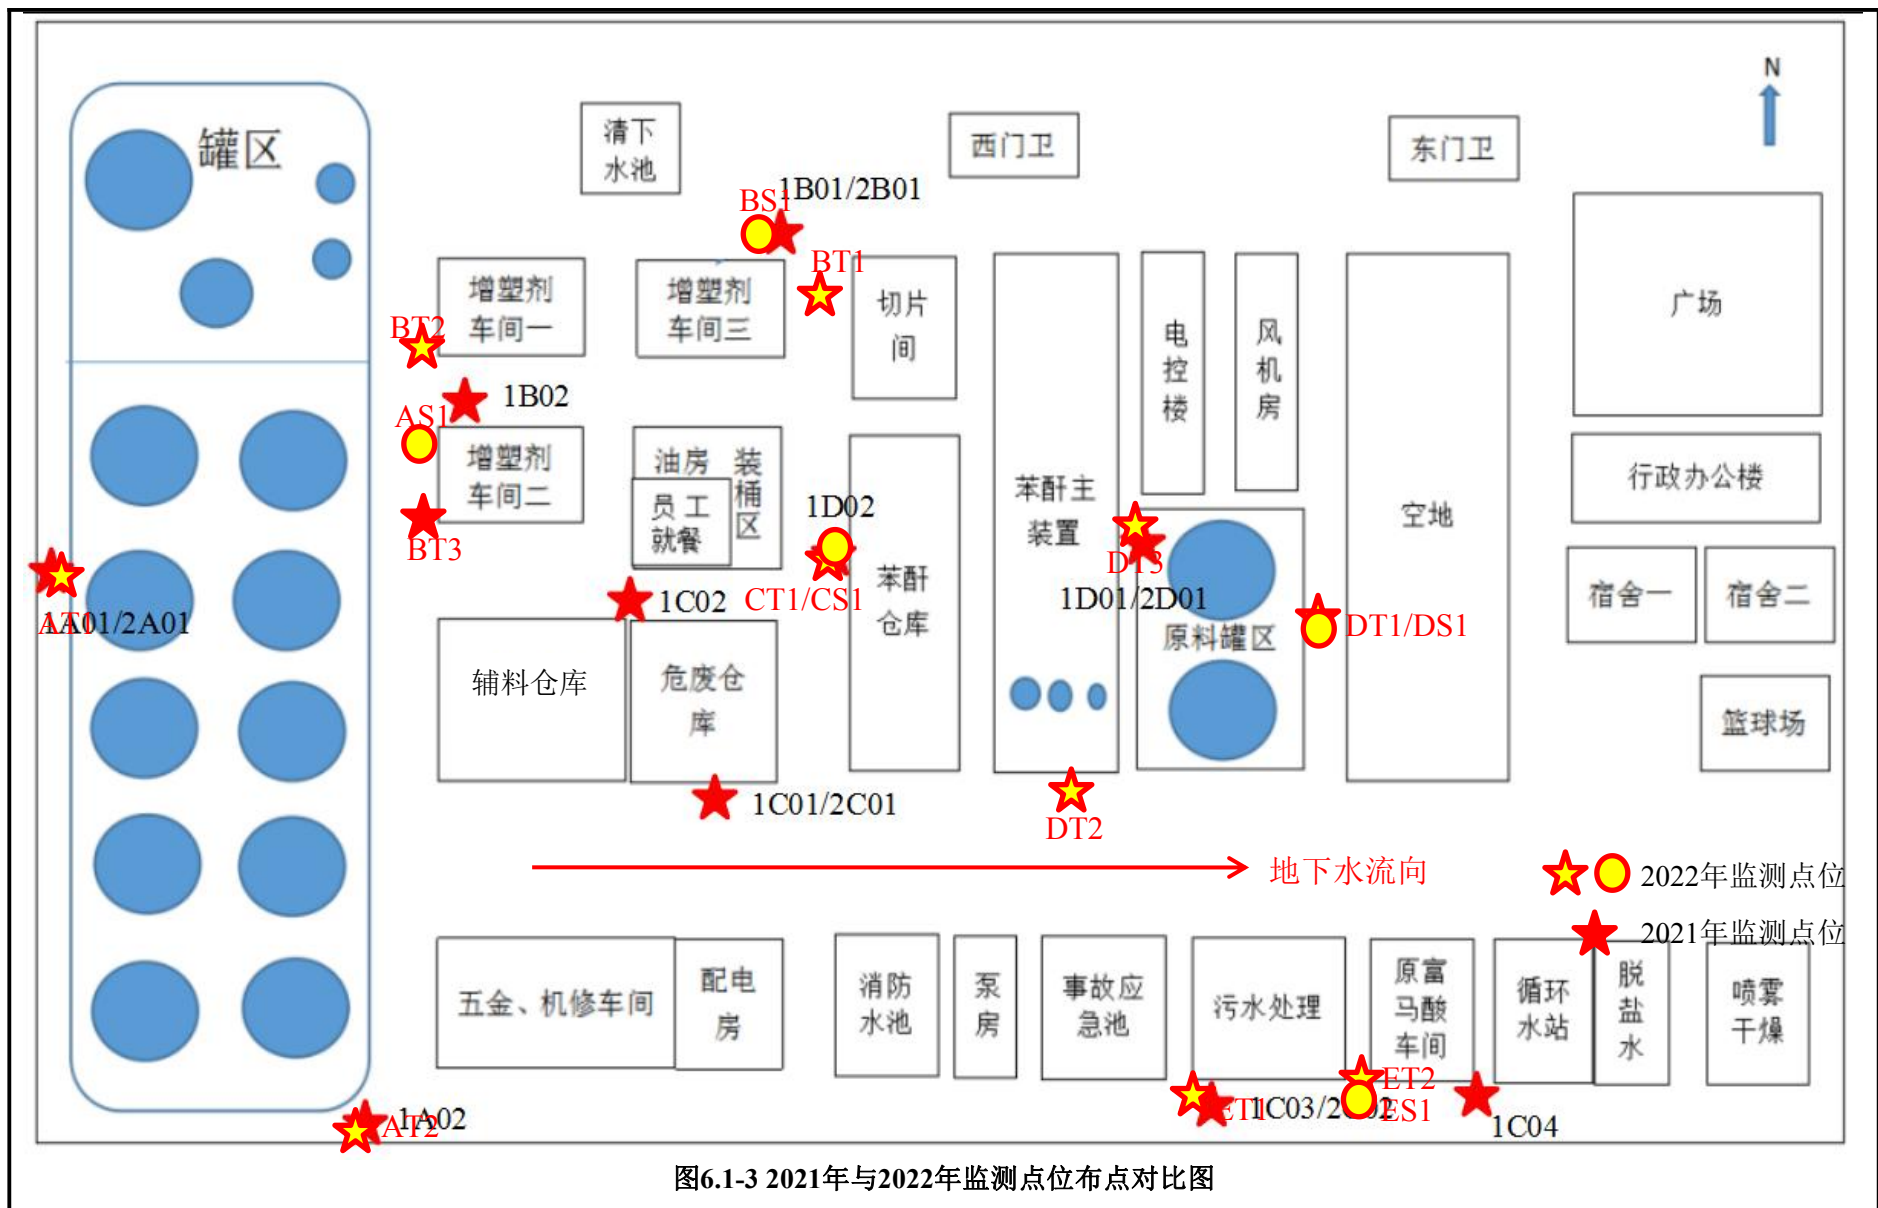 N
罐区
清下
水池
西门卫
东门卫
1B01/2B01
BS1
BT1
增塑剂
车间一
增塑剂
车间三
切片
间
电
控
楼
风
机
房
广场
BT2
1B02
AS1
增塑剂
车间二
油房
装
桶
区
员工
就餐
1D02
苯酐主
装置
空地
行政办公楼
BT3
DT3
CT1/CS1
苯酐
仓库
1C02
1D01/2D01
原料罐区
DT1/DS1
宿舍一
宿舍二
AT1
1A01/2A01
辅料仓库
危废仓
库
篮球场
1C01/2C01
DT2
地下水流向
2022年监测点位
2021年监测点位
五金、机修车间
配电
房
消防
水池
泵
房
事故应
急池
污水处理
原富
马酸
车间
循环
水站
脱
盐
水
喷雾
干燥
ET2
ET1
1C03/2C02
ES1
1C04
AT2
1A02
图6.1-3 2021年与2022年监测点位布点对比图